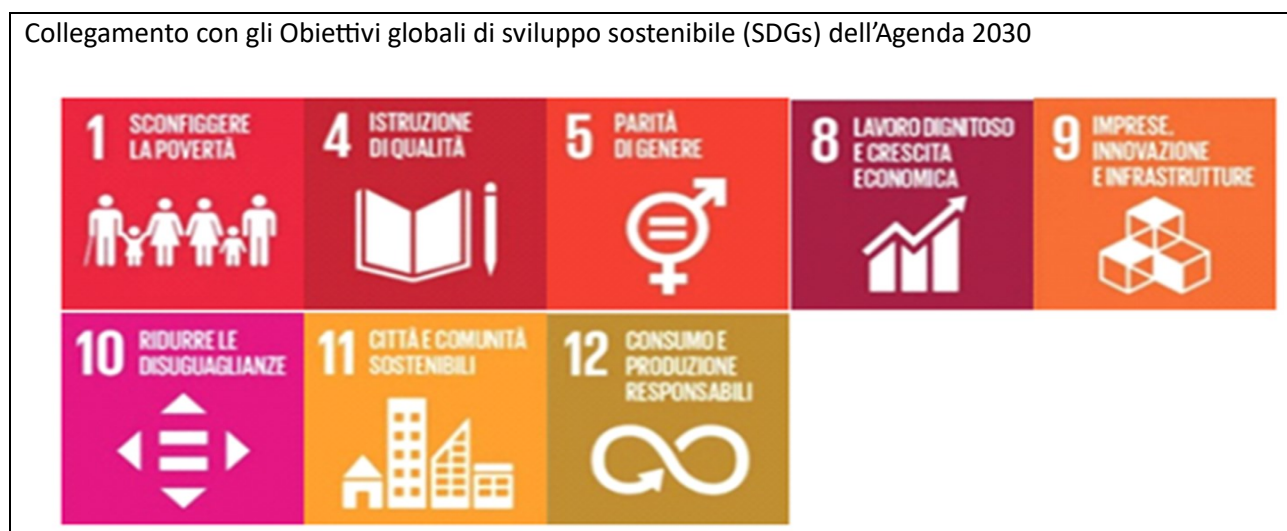 Collegamento con gli Obiettivi globali di sviluppo sostenibile (SDGs) dell’Agenda 2030
1 SCONFIGGERE
LA POVERTÀ
4 ISTRUZIONE
DI QUALITÀ
5 PARITÀ
DI GENERE
8 LAVORO DIGNITOSO
E CRESCITA
ECONOMICA
9 IMPRESE,
INNOVAZIONE
E INFRASTRUTTURE
10 RIDURRE LE
DISUGUAGLIANZE
11 CITTÀ E COMUNITÀ
SOSTENIBILI
12 CONSUMO E
PRODUZIONE
RESPONSABILI